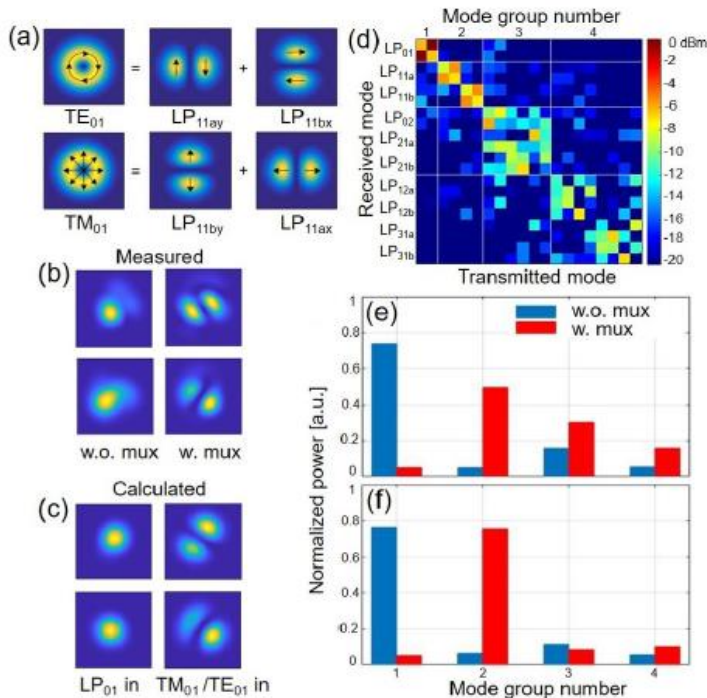 (a)
TE01 = LP11ay + LP11bx
TM01 = LP11by + LP11ax
(b) Measured
w.o. mux w. mux
(c) Calculated
LP01 in TM01 /TE01 in
(d) Mode group number
1 2 3 4
Received mode
LP01
LP11a
LP11b
LP02
LP21a
LP21b
LP12a
LP12b
LP31a
LP31b
Transmitted mode
0 dBm
-2
-4
-6
-8
-10
-12
-14
-16
-18
-20
(e)
w.o. mux
w. mux
1
0.8
0.6
0.4
0.2
0
(f)
0.8
0.6
0.4
0.2
0
Normalized power [a.u.]
1 2 3 4
Mode group number